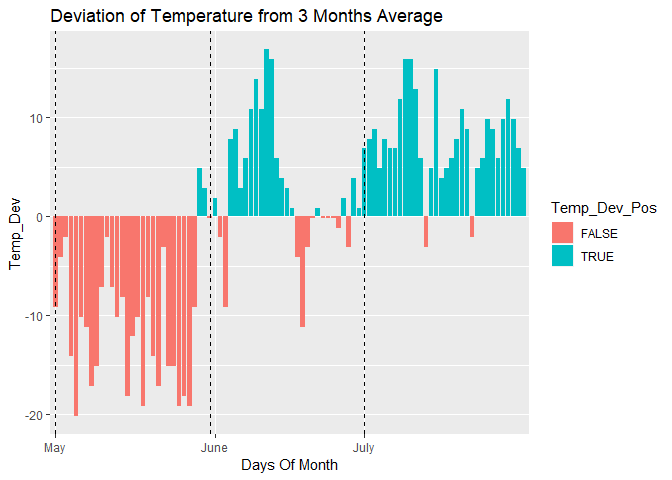 Deviation of Temperature from 3 Months Average
Temp_Dev
10
0
-10
-20
May
June
July
Days Of Month
Temp_Dev_Pos
FALSE
TRUE